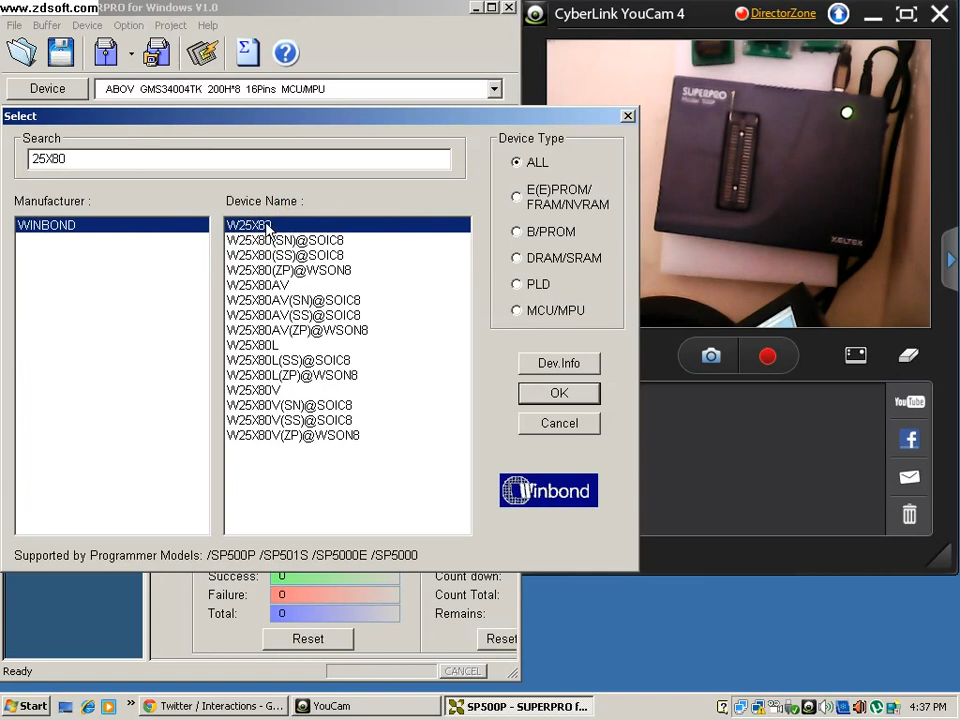 www.zdsoft.com RPRO for Windows V1.0
File Buffer Device Option Project Help
Device
ABOV GMS34004TK 200H*8 16Pins MCU/MPU
Select
Search
25X80
Manufacturer :
WINBOND
Device Name :
W25X80
W25X80(SN)@SOIC8
W25X80(SS)@SOIC8
W25X80(ZP)@WSON8
W25X80AV
W25X80AV(SN)@SOIC8
W25X80AV(SS)@SOIC8
W25X80AV(ZP)@WSON8
W25X80L
W25X80L(SS)@SOIC8
W25X80L(ZP)@WSON8
W25X80V
W25X80V(SN)@SOIC8
W25X80V(SS)@SOIC8
W25X80V(ZP)@WSON8
Device Type
ALL
E(E)PROM/
FRAM/NVRAM
B/PROM
DRAM/SRAM
PLD
MCU/MPU
Dev.Info
OK
Cancel
Winbond
Supported by Programmer Models: /SP500P /SP501S /SP5000E /SP5000
Success: 0
Failure: 0
Total: 0
Reset
Count down:
Count Total:
Remains:
Reset
Ready
CANCEL
CyberLink YouCam 4
DirectorZone
SUPERPRO
XELTEK
YouTube
Start
Twitter / Interactions - G...
YouCam
SP500P - SUPERPRO f...
4:37 PM